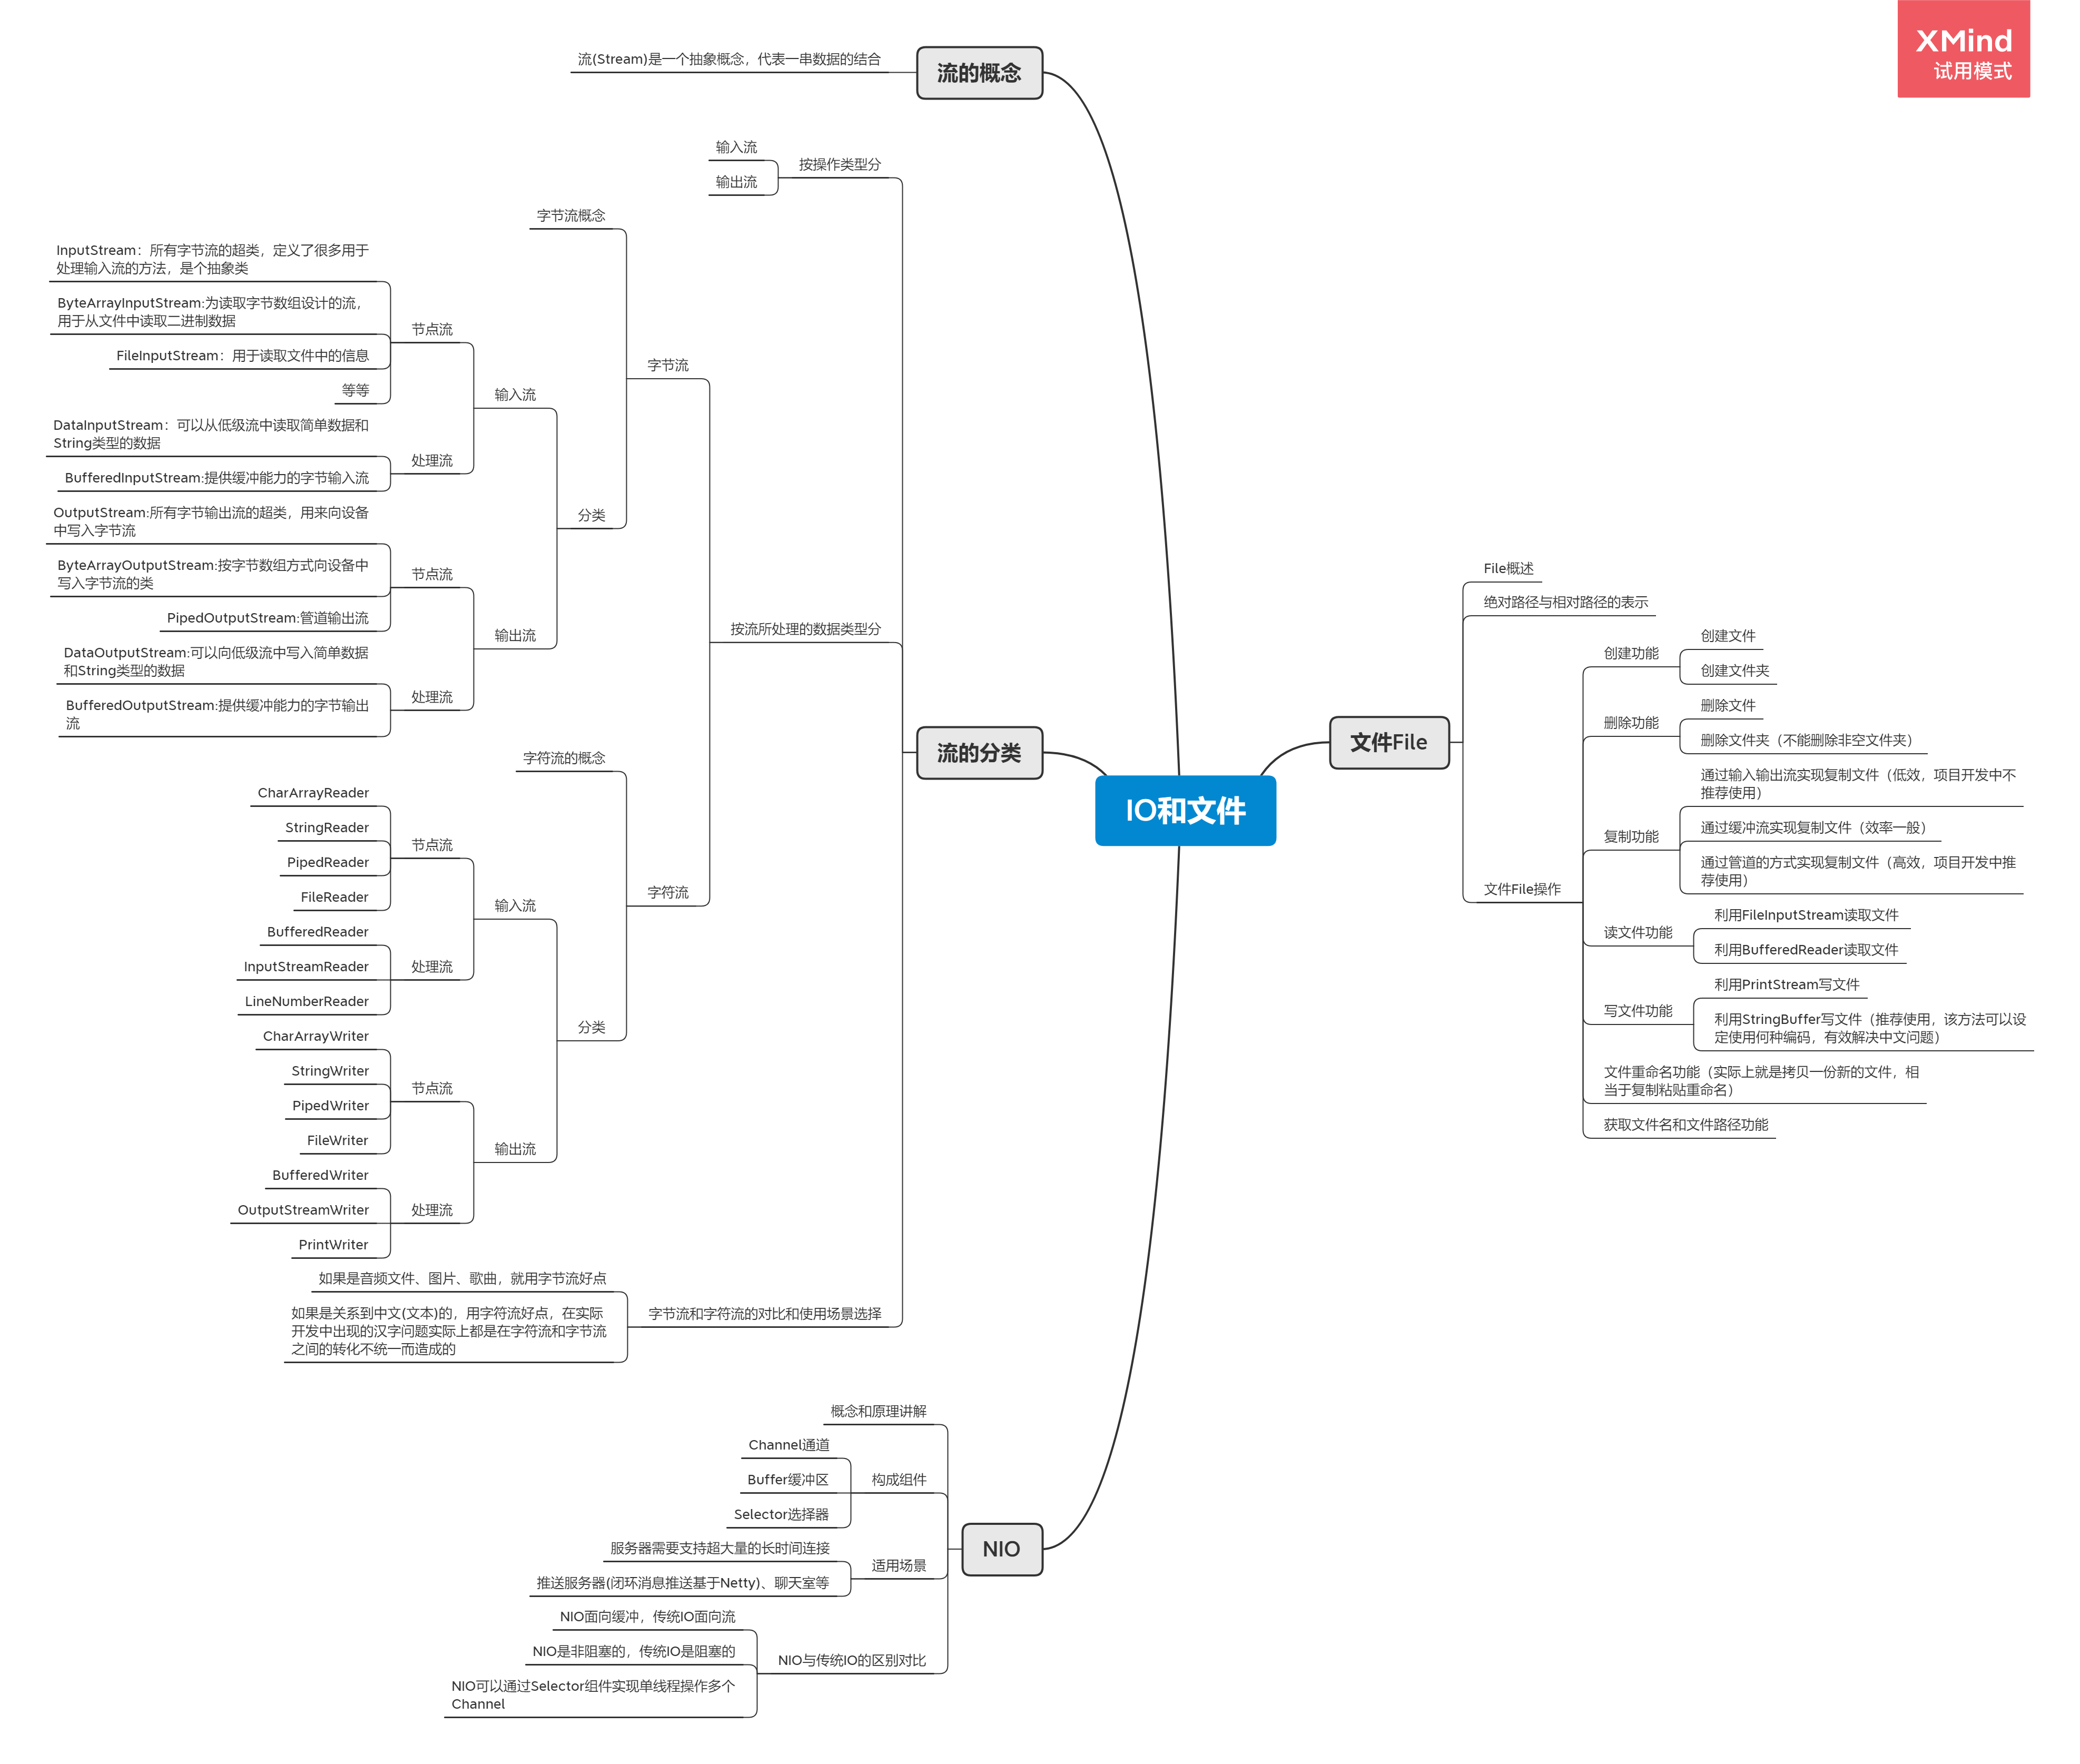 XMind
试用模式
IO和文件
流的概念
流(Stream)是一个抽象概念，代表一串数据的结合
流的分类
按操作类型分
输入流
输出流
按流所处理的数据类型分
字节流
字节流概念
分类
输入流
节点流
InputStream：所有字节流的超类，定义了很多用于
处理输入流的方法，是个抽象类
ByteArrayInputStream:为读取字节数组设计的流，
用于从文件中读取二进制数据
FileInputStream：用于读取文件中的信息
等等
处理流
DataInputStream：可以从低级流中读取简单数据和
String类型的数据
BufferedInputStream:提供缓冲能力的字节输入流
输出流
节点流
OutputStream:所有字节输出流的超类，用来向设备
中写入字节流
ByteArrayOutputStream:按字节数组方式向设备中
写入字节流的类
PipedOutputStream:管道输出流
处理流
DataOutputStream:可以向低级流中写入简单数据
和String类型的数据
BufferedOutputStream:提供缓冲能力的字节输出
流
字符流
字符流的概念
分类
输入流
节点流
CharArrayReader
StringReader
PipedReader
FileReader
处理流
BufferedReader
InputStreamReader
LineNumberReader
输出流
节点流
CharArrayWriter
StringWriter
PipedWriter
FileWriter
处理流
BufferedWriter
OutputStreamWriter
PrintWriter
字节流和字符流的对比和使用场景选择
如果是音频文件、图片、歌曲，就用字节流好点
如果是关系到中文(文本)的，用字符流好点，在实际
开发中出现的汉字问题实际上都是在字符流和字节流
之间的转化不统一而造成的
NIO
概念和原理讲解
构成组件
Channel通道
Buffer缓冲区
Selector选择器
适用场景
服务器需要支持超大量的长时间连接
推送服务器(闭环消息推送基于Netty)、聊天室等
NIO与传统IO的区别对比
NIO面向缓冲，传统IO面向流
NIO是非阻塞的，传统IO是阻塞的
NIO可以通过Selector组件实现单线程操作多个
Channel
文件File
File概述
绝对路径与相对路径的表示
文件File操作
创建功能
创建文件
创建文件夹
删除功能
删除文件
删除文件夹（不能删除非空文件夹）
复制功能
通过输入输出流实现复制文件（低效，项目开发中不
推荐使用）
通过缓冲流实现复制文件（效率一般）
通过管道的方式实现复制文件（高效，项目开发中推
荐使用）
读文件功能
利用FileInputStream读取文件
利用BufferedReader读取文件
写文件功能
利用PrintStream写文件
利用StringBuffer写文件（推荐使用，该方法可以设
定使用何种编码，有效解决中文问题）
文件重命名功能（实际上就是拷贝一份新的文件，相
当于复制粘贴重命名）
获取文件名和文件路径功能